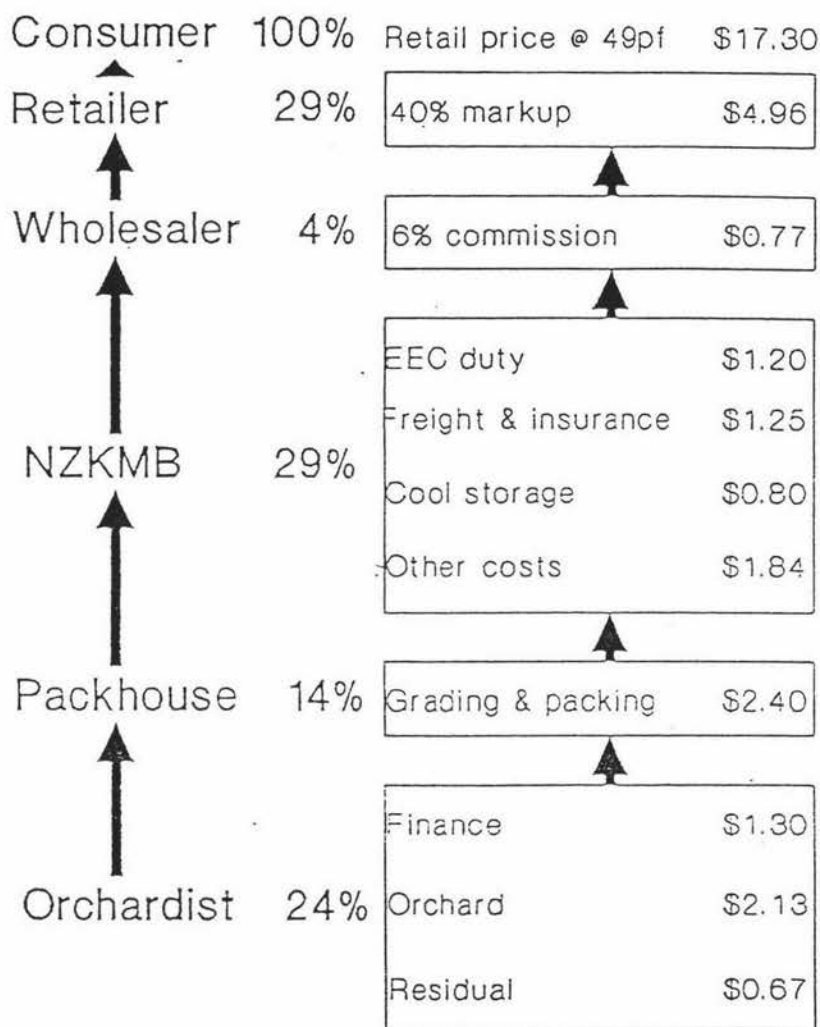 Consumer 100% Retail price @ 49pf $17.30
Retailer 29% 40% markup $4.96
Wholesaler 4% 6% commission $0.77
EEC duty $1.20
Freight & insurance $1.25
NZKMB 29%
Cool storage $0.80
Other costs $1.84
Packhouse 14% Grading & packing $2.40
Finance $1.30
Orchardist 24% Orchard $2.13
Residual $0.67